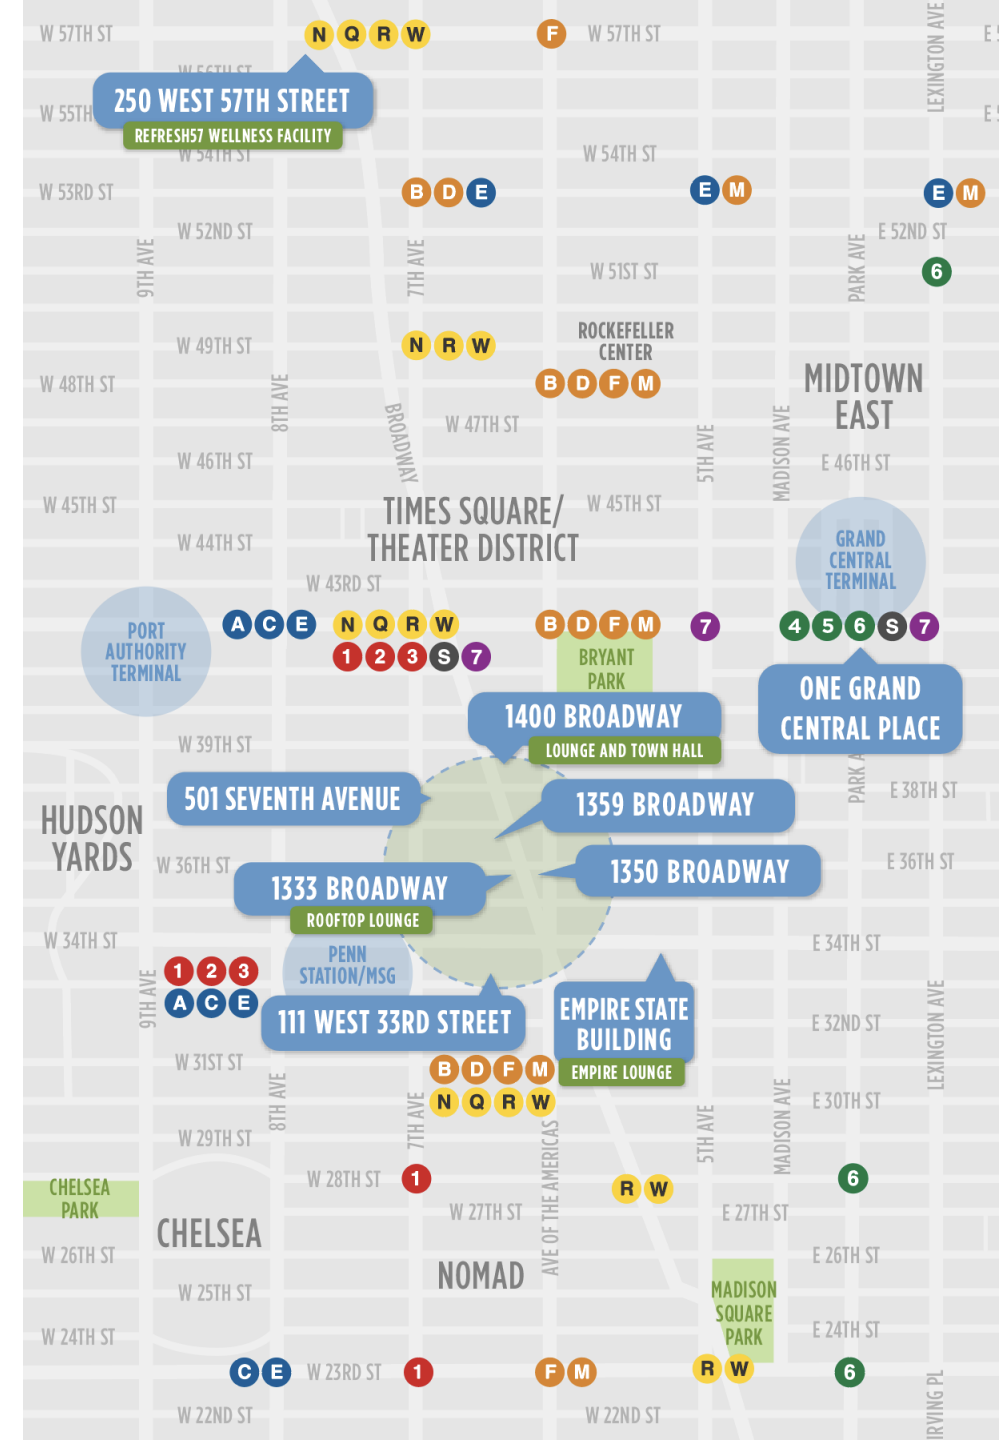 W 57TH ST
N Q R W
F
W 57TH ST
LEXINGTON AVE
W 56TH ST
250 WEST 57TH STREET
REFRESH57 WELLNESS FACILITY
W 55TH
W 54TH ST
W 54TH ST
W 53RD ST
B D E
E M
E M
W 52ND ST
E 52ND ST
9TH AVE
7TH AVE
PARK AVE
W 51ST ST
6
W 49TH ST
N R W
ROCKEFELLER
CENTER
B D F M
W 48TH ST
8TH AVE
BROADWAY
W 47TH ST
5TH AVE
MADISON AVE
MIDTOWN
EAST
W 46TH ST
E 46TH ST
W 45TH ST
TIMES SQUARE/
THEATER DISTRICT
W 45TH ST
W 44TH ST
GRAND
CENTRAL
TERMINAL
W 43RD ST
PORT
AUTHORITY
TERMINAL
A C E
N Q R W
1 2 3 S 7
B D F M
7
4 5 6 S 7
BRYANT
PARK
ONE GRAND
CENTRAL PLACE
1400 BROADWAY
LOUNGE AND TOWN HALL
W 39TH ST
PARK A
E 38TH ST
501 SEVENTH AVENUE
1359 BROADWAY
HUDSON
YARDS
W 36TH ST
1350 BROADWAY
E 36TH ST
1333 BROADWAY
ROOFTOP LOUNGE
W 34TH ST
E 34TH ST
PENN
STATION/MSG
1 2 3
A C E
9TH AVE
111 WEST 33RD STREET
EMPIRE STATE
BUILDING
EMPIRE LOUNGE
E 32ND ST
LEXINGTON AVE
W 31ST ST
B D F M
N Q R W
8TH AVE
7TH AVE
AVE OF THE AMERICAS
5TH AVE
MADISON AVE
E 30TH ST
W 29TH ST
W 28TH ST
1
R W
6
CHELSEA
PARK
CHELSEA
W 27TH ST
E 27TH ST
W 26TH ST
E 26TH ST
NOMAD
W 25TH ST
MADISON
SQUARE
PARK
W 24TH ST
E 24TH ST
C E
W 23RD ST
1
F M
R W
6
W 22ND ST
W 22ND ST
IRVING PL